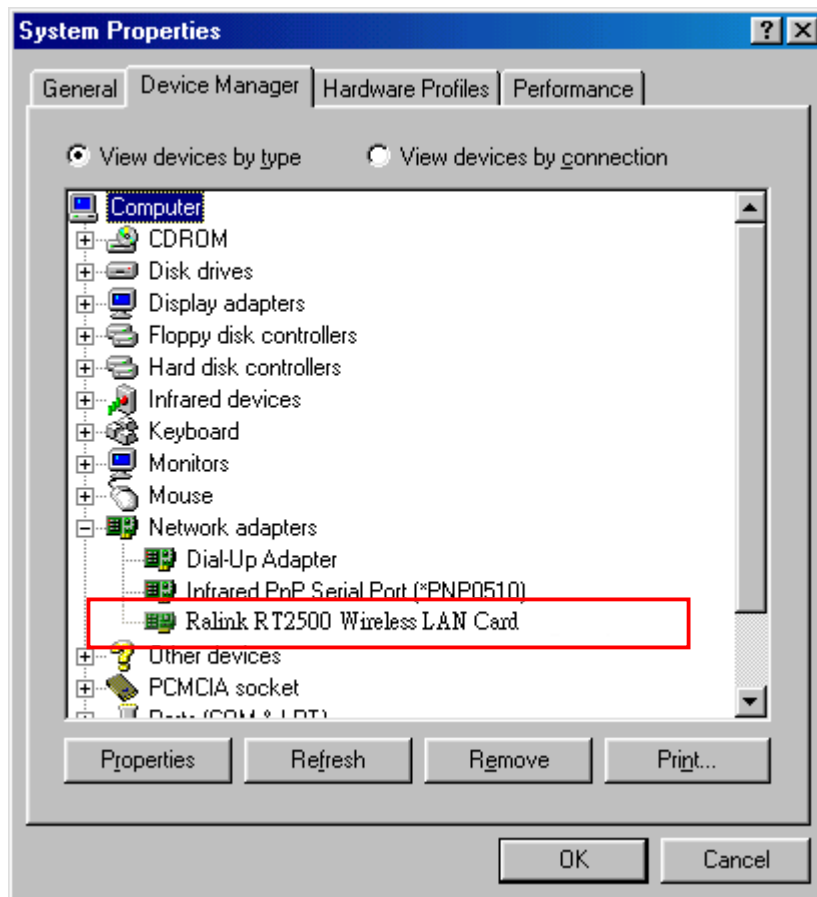 System Properties
General Device Manager Hardware Profiles Performance
View devices by type View devices by connection
Computer
CDROM
Disk drives
Display adapters
Floppy disk controllers
Hard disk controllers
Infrared devices
Keyboard
Monitors
Mouse
Network adapters
Dial-Up Adapter
Infrared PnP Serial Port (*PNP0510)
Ralink RT2500 Wireless LAN Card
Other devices
PCMCIA socket
Ports (COM & LPT)
Properties Refresh Remove Print...
OK Cancel